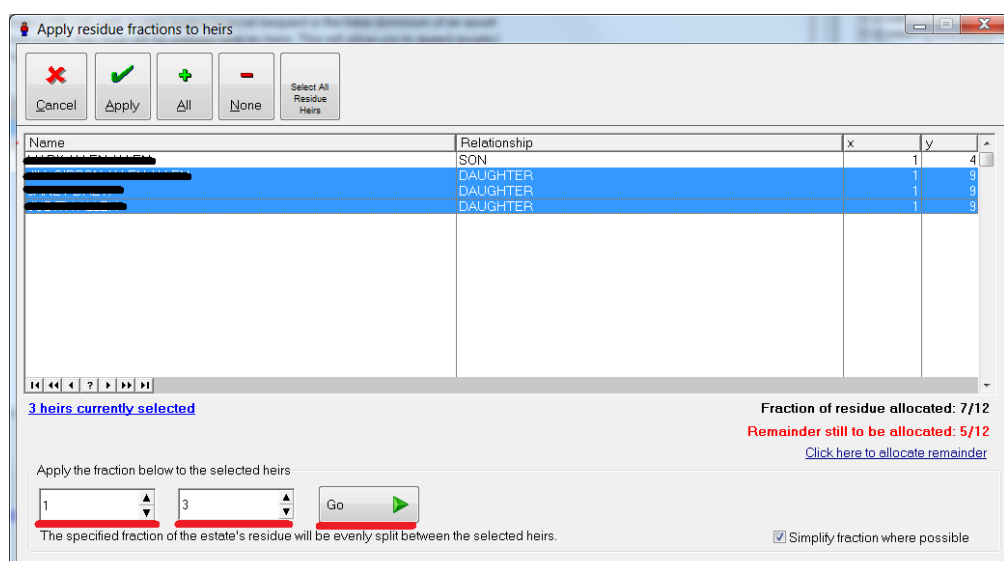 Apply residue fractions to heirs
Cancel Apply All None Select All Residue Heirs
Name Relationship x y
SON 1 4
DAUGHTER 1 9
DAUGHTER 1 9
DAUGHTER 1 9
?
3 heirs currently selected
Fraction of residue allocated: 7/12
Remainder still to be allocated: 5/12
Click here to allocate remainder
Apply the fraction below to the selected heirs
1 3 Go
The specified fraction of the estate's residue will be evenly split between the selected heirs.
Simplify fraction where possible